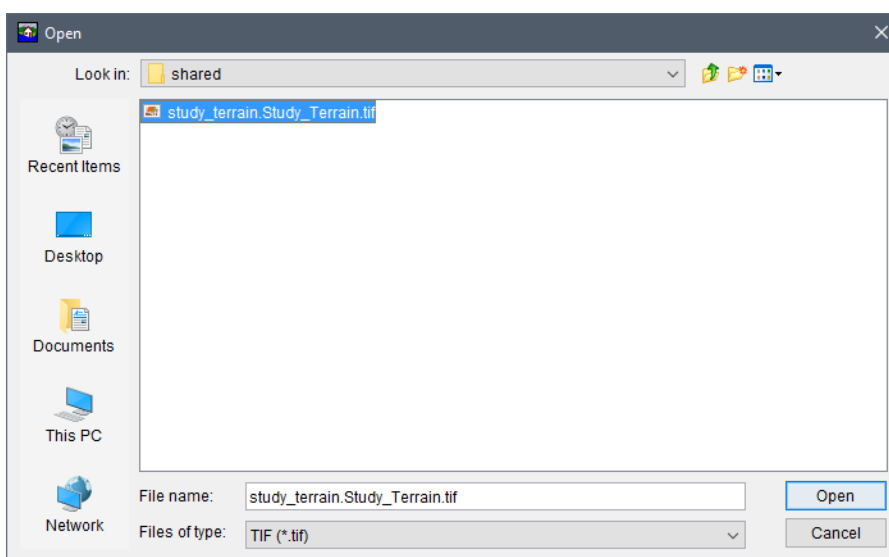 Open
Look in: shared
study_terrain.Study_Terrain.tif
Recent Items
Desktop
Documents
This PC
Network
File name: study_terrain.Study_Terrain.tif Open
Files of type: TIF (*.tif) Cancel